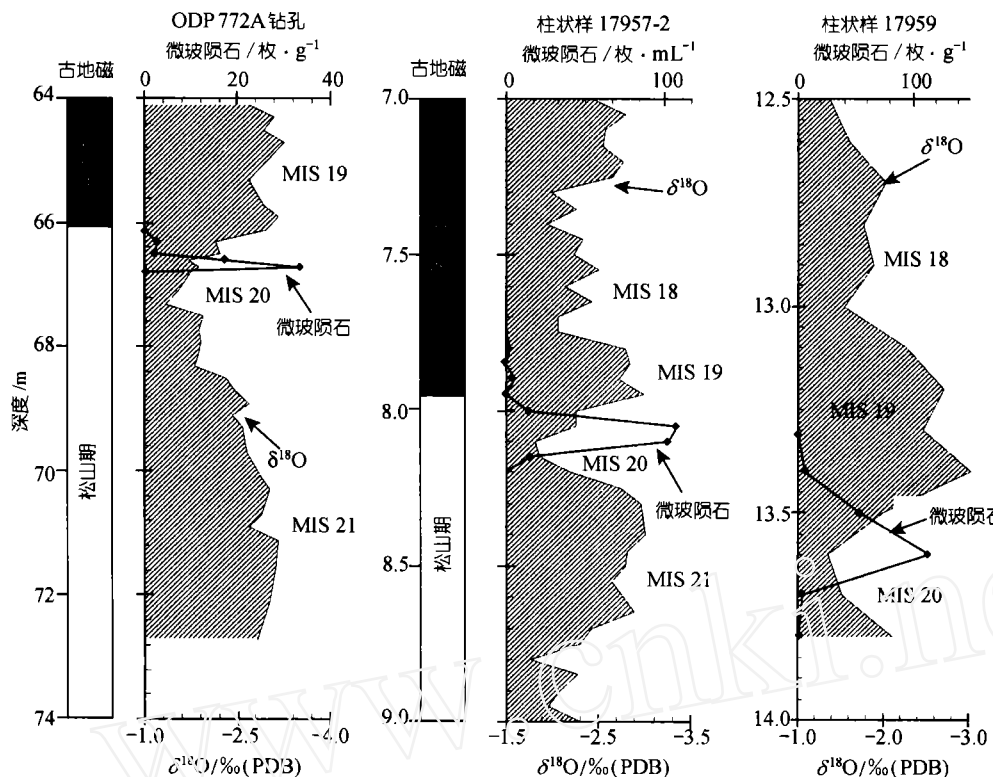 ODP 772A 钻孔
微玻陨石 / 枚 · g⁻¹
古地磁
0 20 40
64
66
68
70
72
74
深度 /m
松山期
MIS 19
MIS 20
微玻陨石
δ¹⁸O
MIS 21
-1.0 -2.5 -4.0
δ¹⁸O/‰ (PDB)
柱状样 17957-2
微玻陨石 / 枚 · mL⁻¹
古地磁
0 100
7.0
7.5
8.0
8.5
9.0
松山期
δ¹⁸O
MIS 18
MIS 19
MIS 20
微玻陨石
MIS 21
-1.5 -2.5 -3.5
δ¹⁸O/‰ (PDB)
柱状样 17959
微玻陨石 / 枚 · g⁻¹
0 100
12.5
13.0
13.5
14.0
δ¹⁸O
MIS 18
MIS 19
微玻陨石
MIS 20
-1.0 -2.0 -3.0
δ¹⁸O/‰ (PDB)